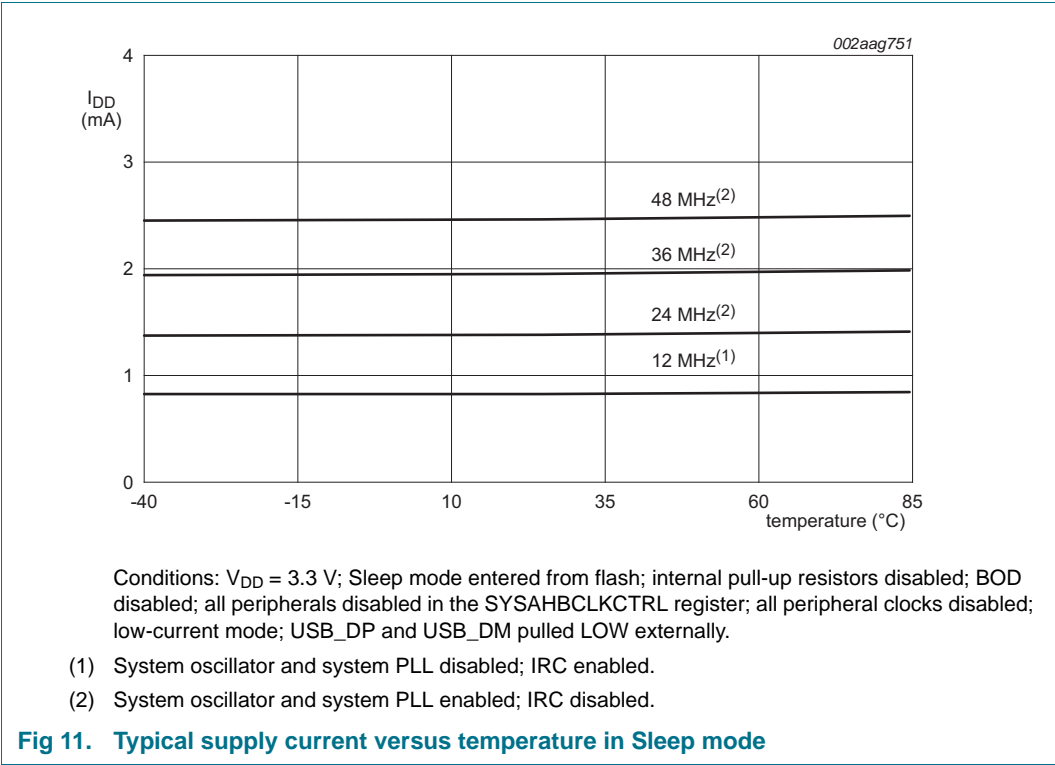 002aag751
4
I_DD
(mA)
3
48 MHz(2)
36 MHz(2)
2
24 MHz(2)
12 MHz(1)
1
0
-40 -15 10 35 60 85
temperature (°C)
Conditions: V_DD = 3.3 V; Sleep mode entered from flash; internal pull-up resistors disabled; BOD
disabled; all peripherals disabled in the SYSAHBCLKCTRL register; all peripheral clocks disabled;
low-current mode; USB_DP and USB_DM pulled LOW externally.
(1) System oscillator and system PLL disabled; IRC enabled.
(2) System oscillator and system PLL enabled; IRC disabled.
Fig 11. Typical supply current versus temperature in Sleep mode